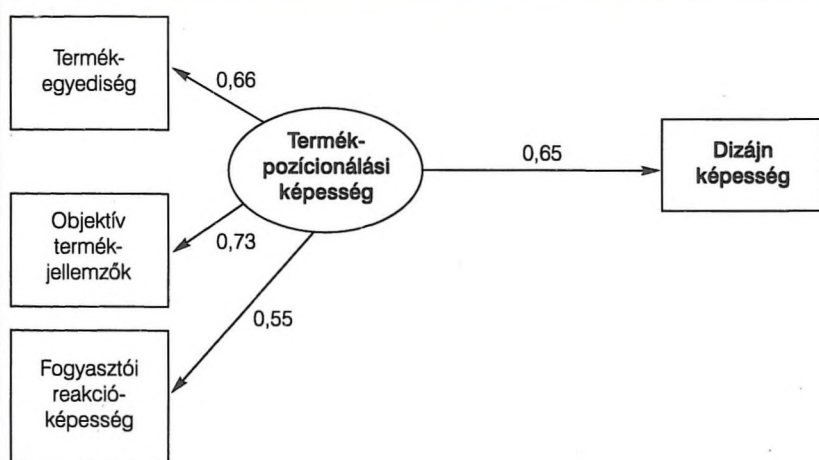 Termék-
egyediség
0,66
Termék-
pozícionálási
képesség
0,65
Dizájn
képesség
Objektív
termék-
jellemzők
0,73
0,55
Fogyasztói
reakció-
képesség